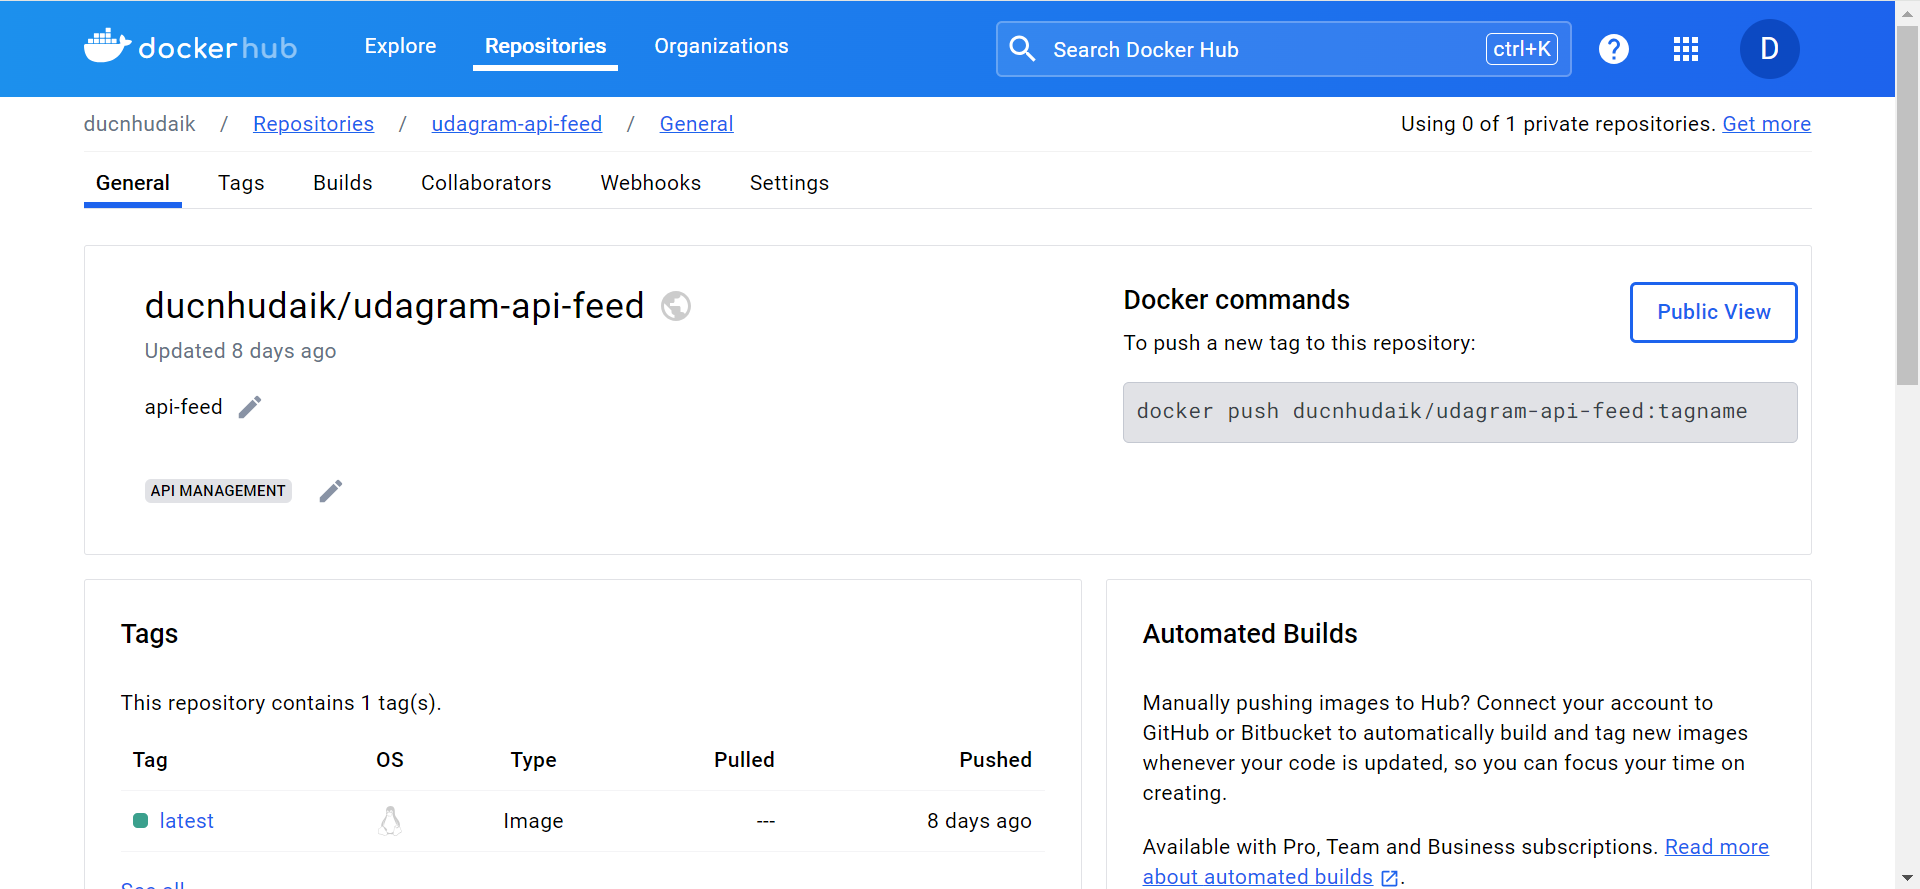 docker hub
Explore
Repositories
Organizations
Search Docker Hub
ctrl+K
D
ducnhudaik / Repositories / udagram-api-feed / General
Using 0 of 1 private repositories. Get more
General
Tags
Builds
Collaborators
Webhooks
Settings
ducnhudaik/udagram-api-feed
Updated 8 days ago
api-feed
API MANAGEMENT
Docker commands
Public View
To push a new tag to this repository:
docker push ducnhudaik/udagram-api-feed:tagname
Tags
This repository contains 1 tag(s).
Tag OS Type Pulled Pushed
latest Image --- 8 days ago
See all
Automated Builds
Manually pushing images to Hub? Connect your account to
GitHub or Bitbucket to automatically build and tag new images
whenever your code is updated, so you can focus your time on
creating.
Available with Pro, Team and Business subscriptions. Read more
about automated builds .